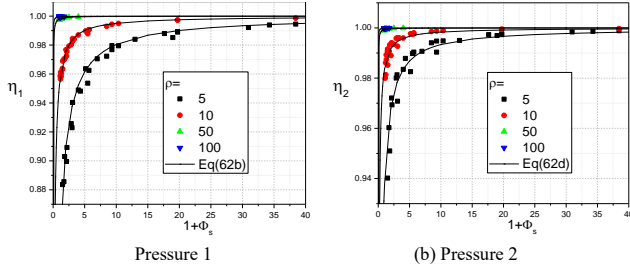 1.00
0.98
0.96
0.94
0.92
0.90
0.88
η1
ρ=
5
10
50
100
Eq(62b)
0 5 10 15 20 25 30 35 40
1+Φs
Pressure 1
1.00
0.98
0.96
0.94
η2
ρ=
5
10
50
100
Eq(62d)
0 5 10 15 20 25 30 35 40
1+Φs
(b) Pressure 2